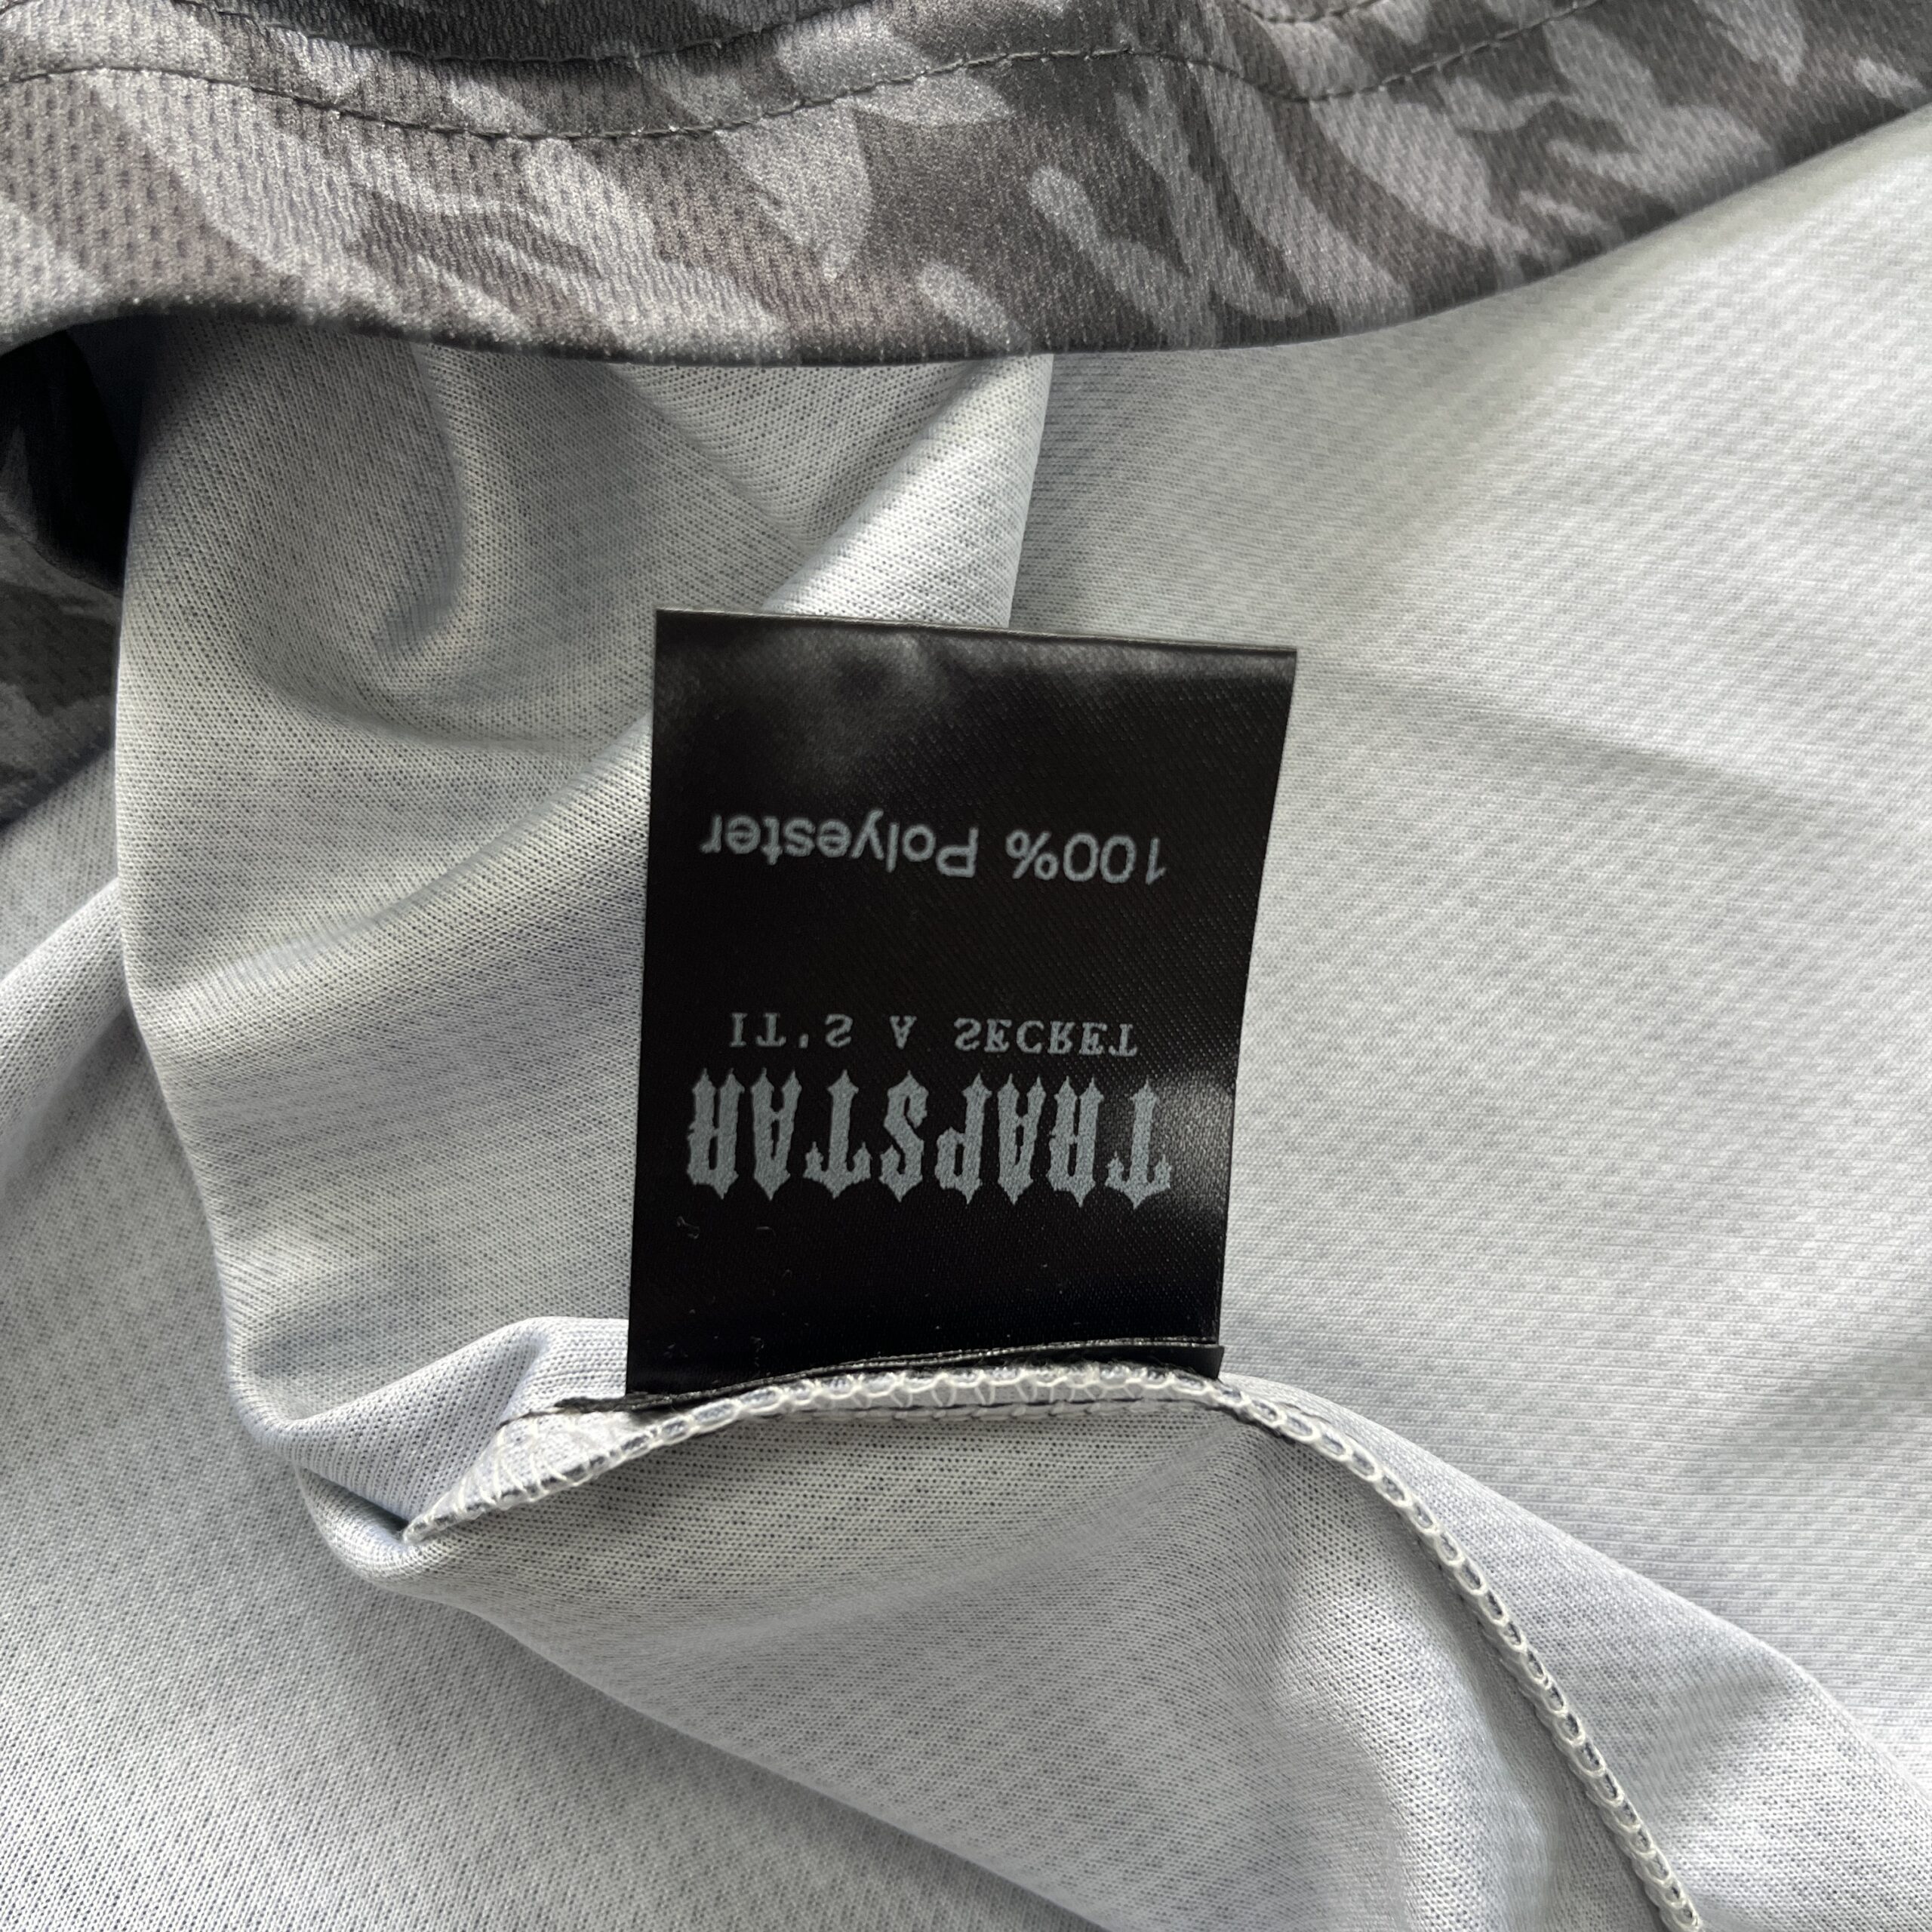 TRAPSTAR
IT'S A SECRET
100% Polyester